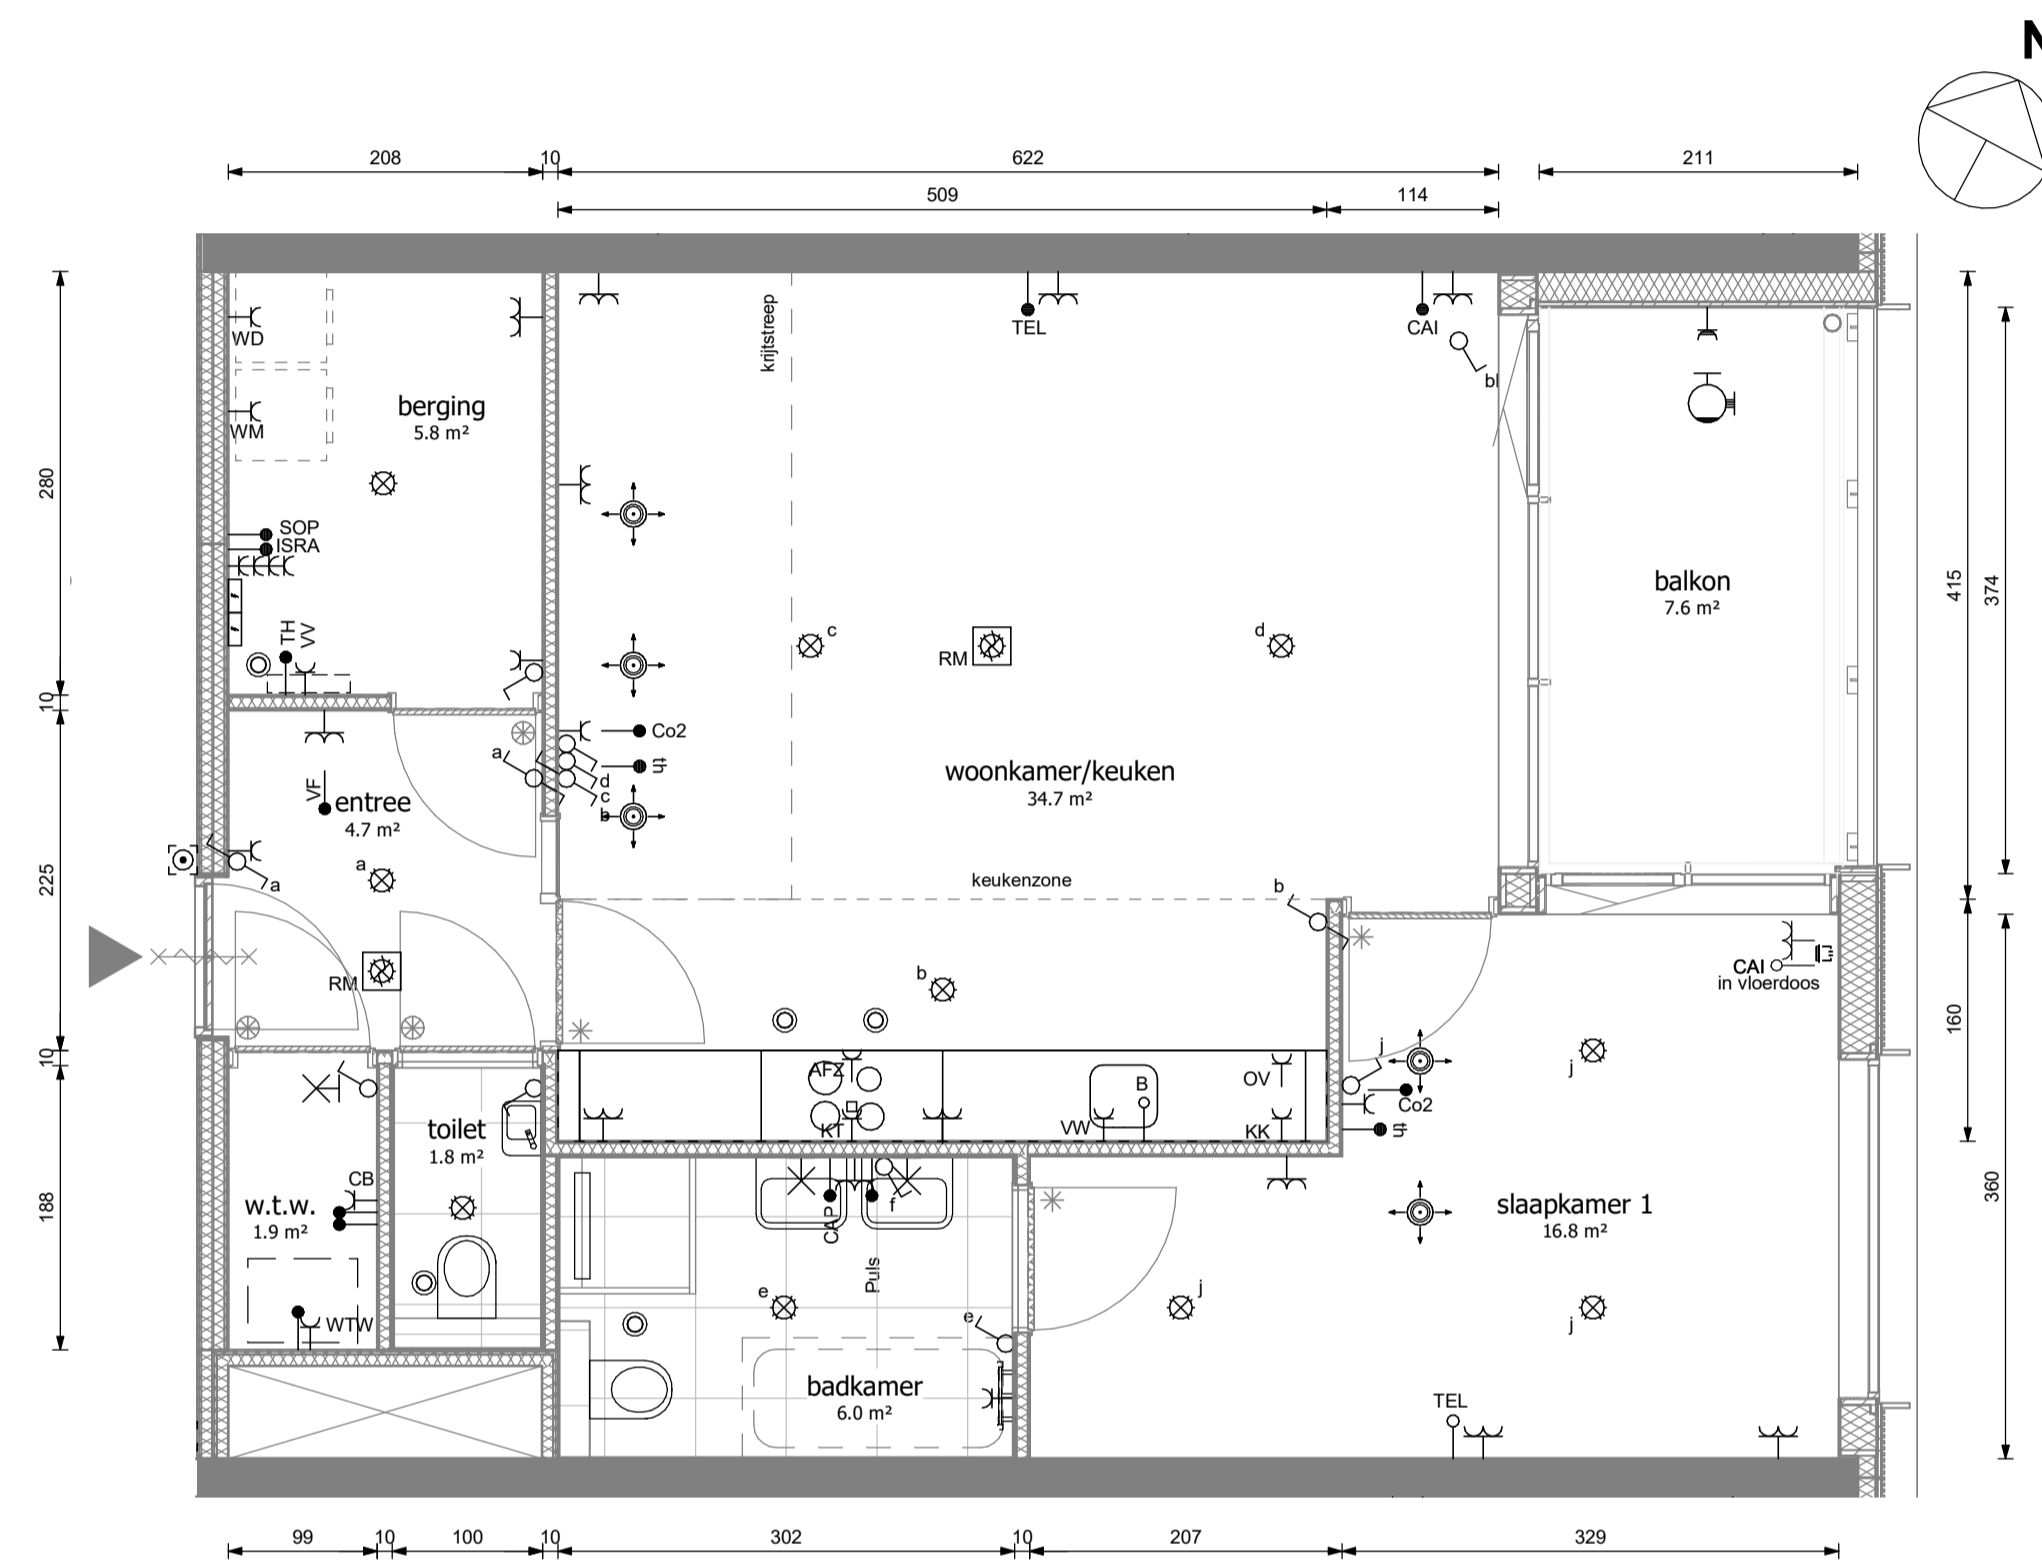 N
208
10
622
211
509
114
krijtstreep
TEL
CAI
bl
WD
WM
berging
5.8 m²
280
SOP
ISRA
TH
VV
balkon
7.6 m²
415
374
c
RM
d
10
Co2
th
a
d
c
b
VF
entree
4.7 m²
woonkamer/keuken
34.7 m²
225
a
a
keukenzone
b
RM
b
CAI
in vloerdoos
160
10
AFZ
B
OV
j
j
Co2
th
KT
VW
KK
toilet
1.8 m²
CB
w.t.w.
1.9 m²
188
CAP
f
Puls
slaapkamer 1
16.8 m²
360
e
e
j
j
WTW
badkamer
6.0 m²
TEL
99
10
100
10
302
10
207
329